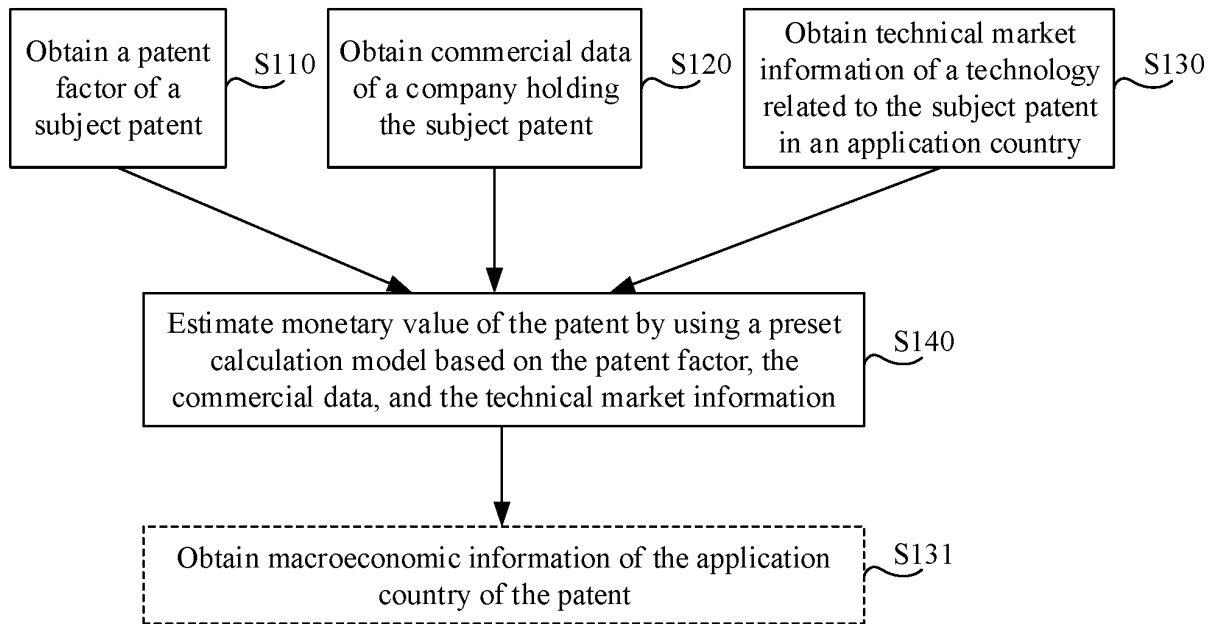 Obtain a patent
factor of a
subject patent
S110
Obtain commercial data
of a company holding
the subject patent
S120
Obtain technical market
information of a technology
related to the subject patent
in an application country
S130
Estimate monetary value of the patent by using a preset
calculation model based on the patent factor, the
commercial data, and the technical market information
S140
Obtain macroeconomic information of the application
country of the patent
S131